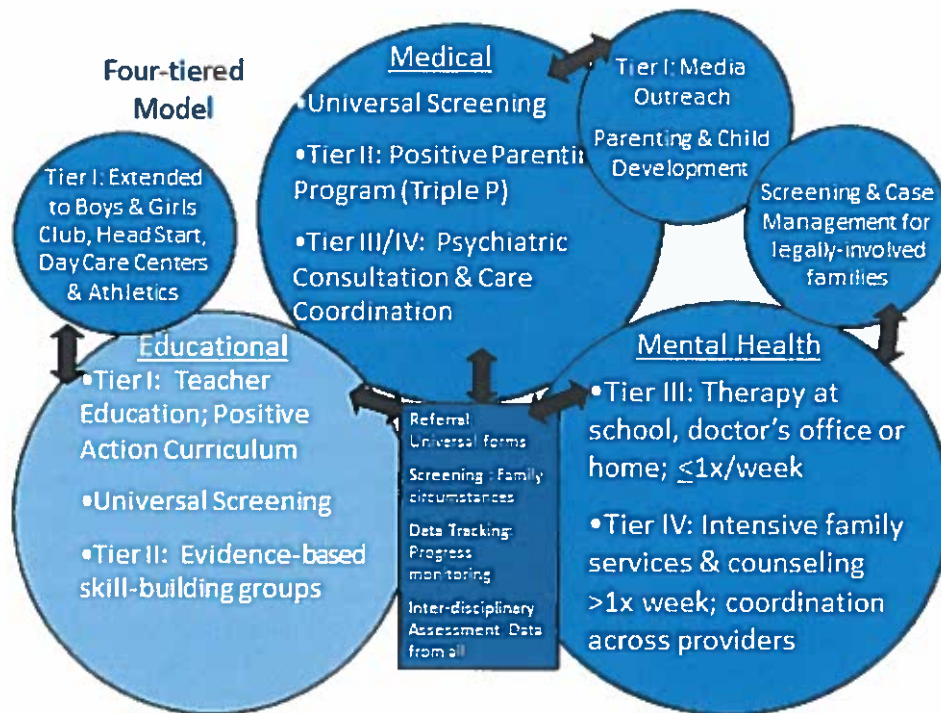 Four-tiered
Model
Medical
•Universal Screening
•Tier II: Positive Parentin
Program (Triple P)
•Tier III/IV: Psychiatric
Consultation & Care
Coordination
Tier I: Media
Outreach
Parenting & Child
Development
Screening & Case
Management for
legally-involved
families
Tier I: Extended
to Boys & Girls
Club, Head Start,
Day Care Centers
& Athletics
Educational
•Tier I: Teacher
Education; Positive
Action Curriculum
•Universal Screening
•Tier II: Evidence-based
skill-building groups
Referral
Universal forms
Screening : Family
circumstances
Data Tracking:
Progress
monitoring
Inter-disciplinary
Assessment: Data
from all
Mental Health
•Tier III: Therapy at
school, doctor's office or
home; ≤1x/week
•Tier IV: Intensive family
services & counseling
>1x week; coordination
across providers